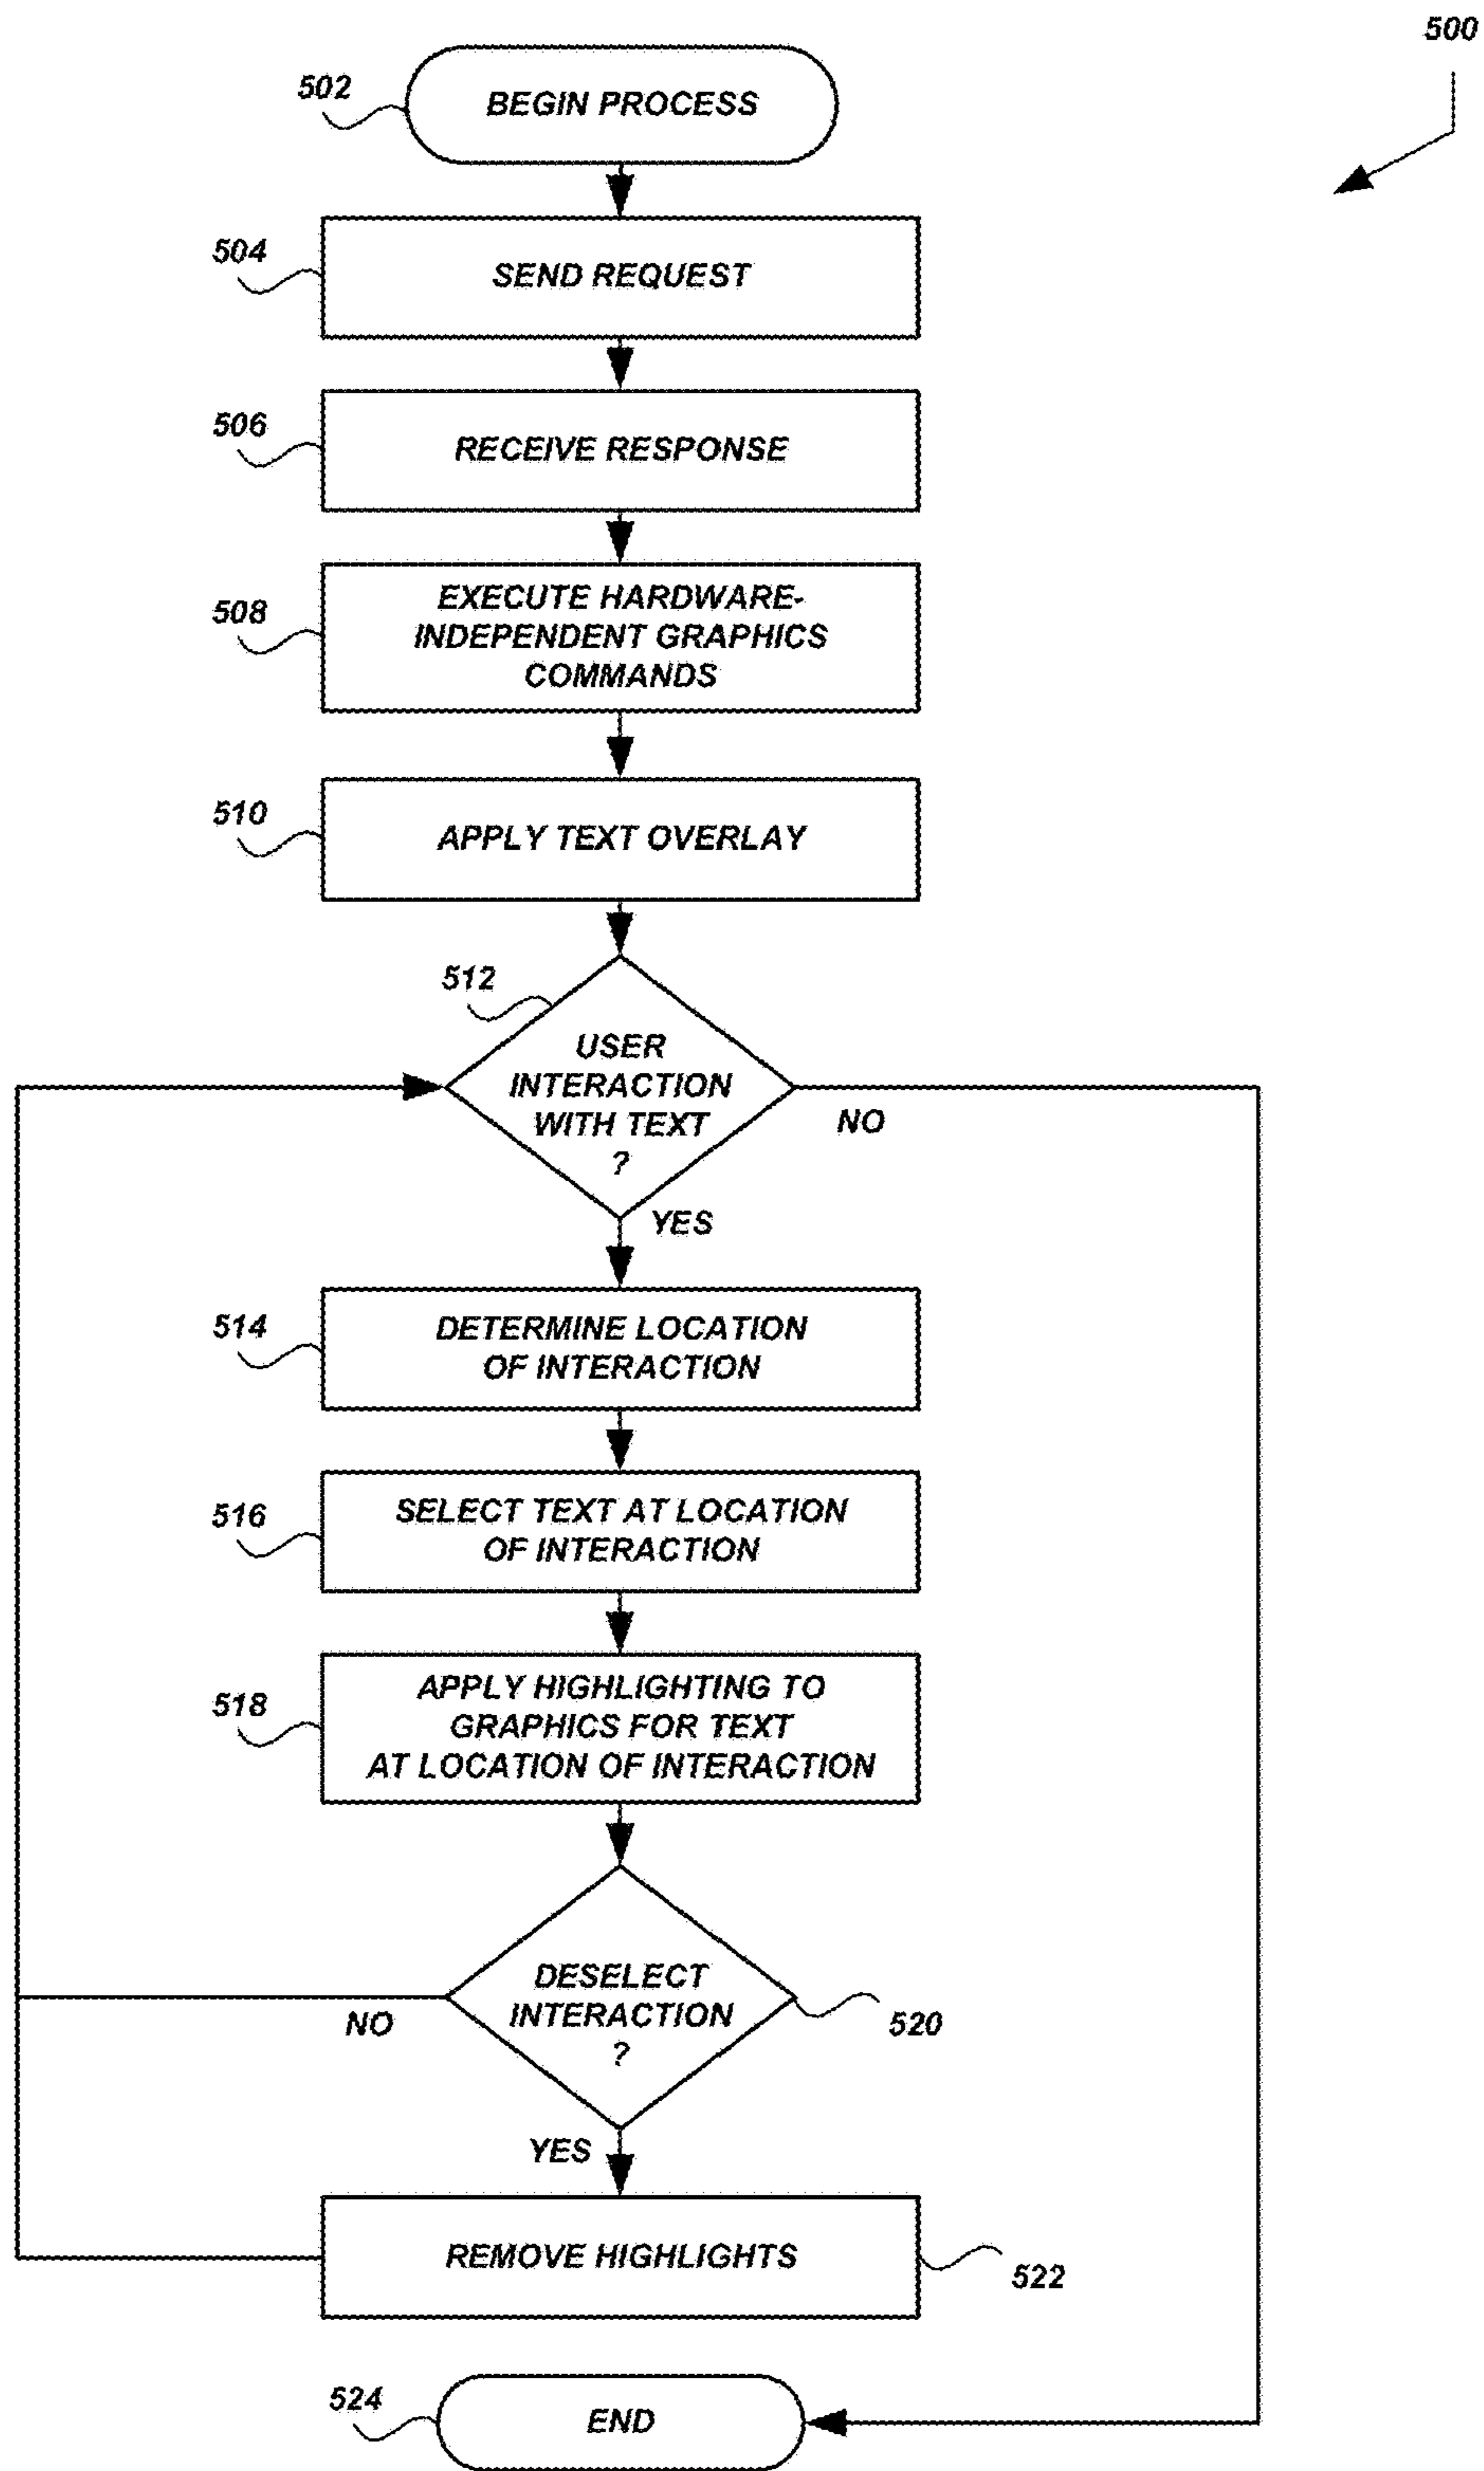 500
502
BEGIN PROCESS
504
SEND REQUEST
506
RECEIVE RESPONSE
508
EXECUTE HARDWARE-
INDEPENDENT GRAPHICS
COMMANDS
510
APPLY TEXT OVERLAY
512
USER
INTERACTION
WITH TEXT
?
NO
YES
514
DETERMINE LOCATION
OF INTERACTION
516
SELECT TEXT AT LOCATION
OF INTERACTION
518
APPLY HIGHLIGHTING TO
GRAPHICS FOR TEXT
AT LOCATION OF INTERACTION
DESELECT
INTERACTION
?
NO
520
YES
REMOVE HIGHLIGHTS
522
524
END